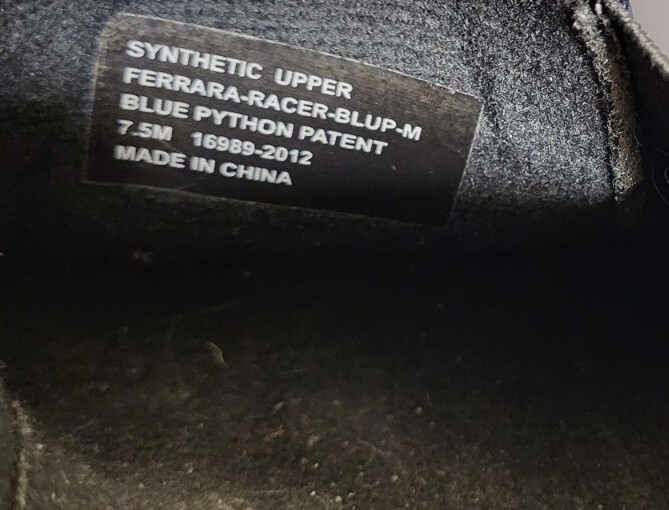 SYNTHETIC UPPER
FERRARA-RACER-BLUP-M
BLUE PYTHON PATENT
7.5M 16989-2012
MADE IN CHINA